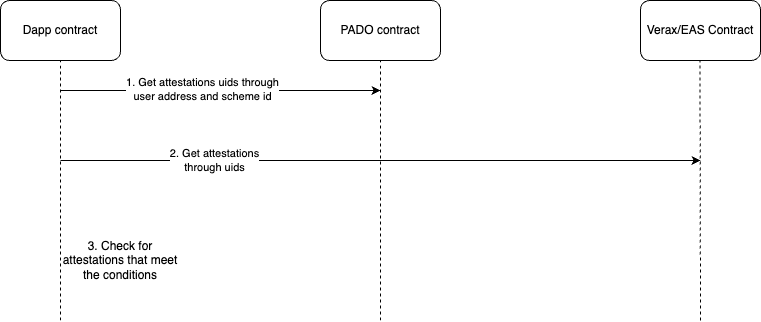 Dapp contract
PADO contract
Verax/EAS Contract
1. Get attestations uids through
user address and scheme id
2. Get attestations
through uids
3. Check for
attestations that meet
the conditions